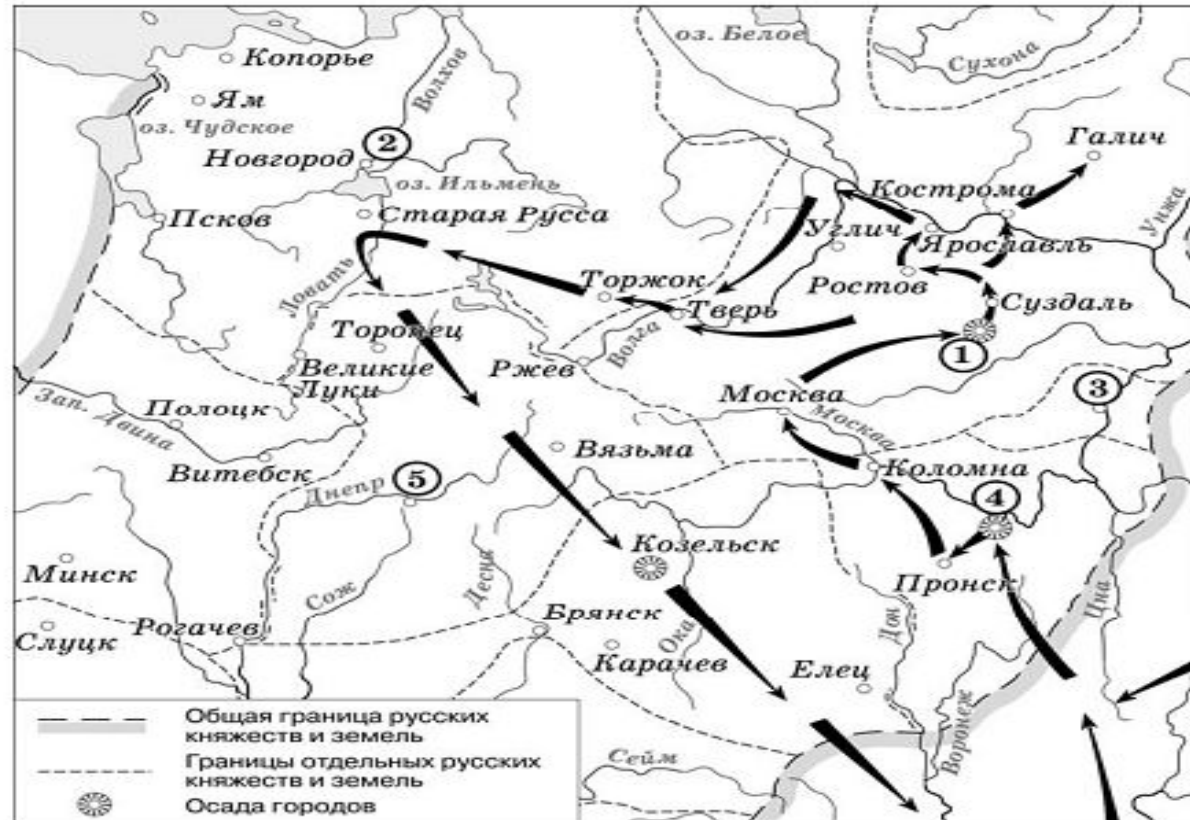 Копорье
оз. Белое
Сухона
Волхов
Ям
оз. Чудское
Новгород
2
Галич
оз. Ильмень
Кострома
Псков
Старая Русса
Углич
Унжа
Ярославль
Ловать
Торжок
Ростов
Тверь
Суздаль
Торопец
Волга
1
Великие
Луки
Ржев
Москва
3
Зап. Двина
Полоцк
Москва
Вязьма
Витебск
Коломна
Днепр
5
4
Козельск
Минск
Десня
Пронск
Цна
Сож
Брянск
Слуцк
Рогачев
Ока
Дон
Карачев
Елец
Воронеж
Сейм
Общая граница русских
княжеств и земель
Границы отдельных русских
княжеств и земель
Осада городов